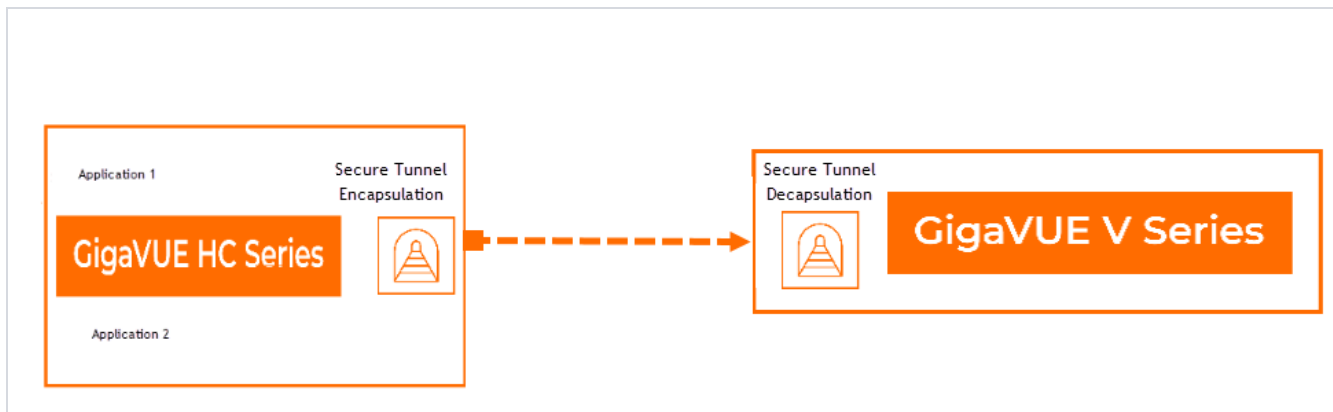 Application 1
Secure Tunnel
Encapsulation
GigaVUE HC Series
Application 2
Secure Tunnel
Decapsulation
GigaVUE V Series